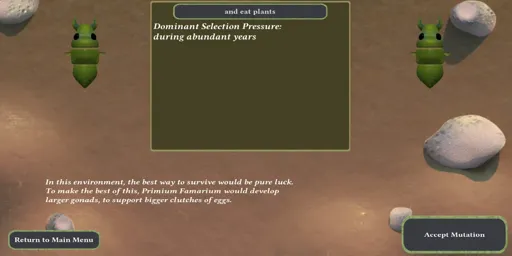 and eat plants
Dominant Selection Pressure:
during abundant years
In this environment, the best way to survive would be pure luck.
To make the best of this, Primium Famarium would develop
larger gonads, to support bigger clutches of eggs.
Return to Main Menu
Accept Mutation